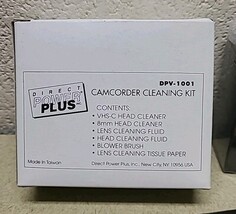 DIRECT
POWER
PLUS
DPV-1001
CAMCORDER CLEANING KIT
CONTENTS:
• VHS-C HEAD CLEANER
• 8mm HEAD CLEANER
• LENS CLEANING FLUID
• HEAD CLEANING FLUID
• BLOWER BRUSH
• LENS CLEANING TISSUE PAPER
Made in Taiwan
Direct Power Plus, Inc., New City, NY 10956 USA